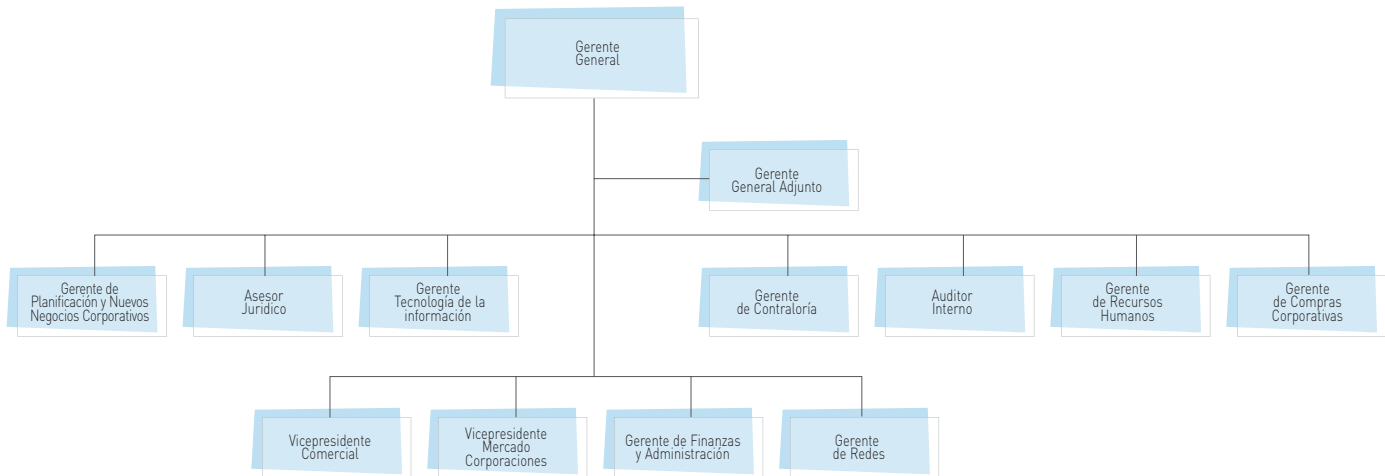 Gerente
General
Gerente
General Adjunto
Gerente de
Planificación y Nuevos
Negocios Corporativos
Asesor
Juridico
Gerente
Tecnología de la
información
Gerente
de Contraloría
Auditor
Interno
Gerente
de Recursos
Humanos
Gerente
de Compras
Corporativas
Vicepresidente
Comercial
Vicepresidente
Mercado
Corporaciones
Gerente de Finanzas
y Administración
Gerente
de Redes